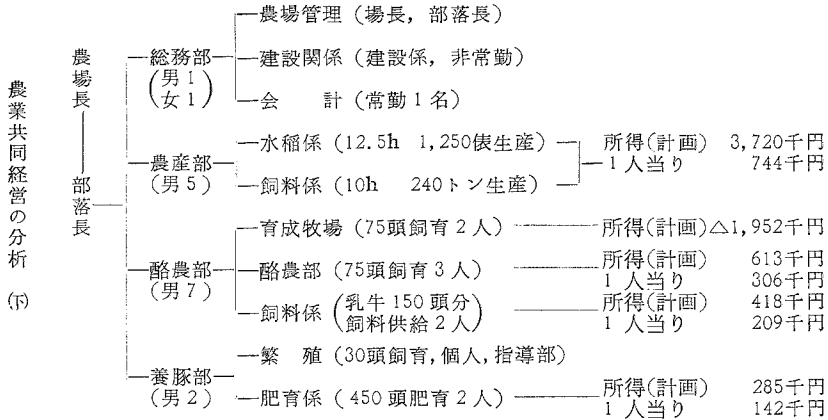 農業共同経営の分析 (下)
農場長
部落長
総務部
(男1 女1)
農場管理 (場長, 部落長)
建設関係 (建設係, 非常勤)
会 計 (常勤1名)
農産部
(男5)
水稲係 (12.5h 1,250俵生産)
飼料係 (10h 240トン生産)
所得(計画) 3,720千円
1人当り 744千円
酪農部
(男7)
育成牧場 (75頭飼育2人)
所得(計画)△1,952千円
酪農部 (75頭飼育3人)
所得(計画) 613千円
1人当り 306千円
飼料係 (乳牛150頭分
飼料供給2人)
所得(計画) 418千円
1人当り 209千円
養豚部
(男2)
繁 殖 (30頭飼育,個人,指導部)
肥育係 (450頭肥育2人)
所得(計画) 285千円
1人当り 142千円